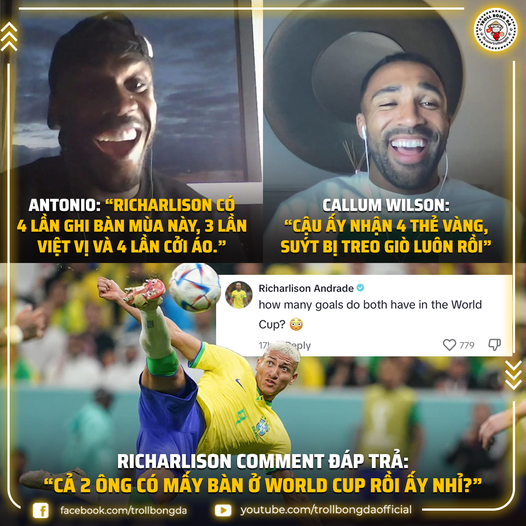 TROLL BONG DA
ANTONIO: “RICHARLISON CÓ
4 LẦN GHI BÀN MÙA NÀY, 3 LẦN
VIỆT VỊ VÀ 4 LẦN CỞI ÁO.”
CALLUM WILSON:
“CẬU ẤY NHẬN 4 THẺ VÀNG,
SUÝT BỊ TREO GIÒ LUÔN RỒI”
Richarlison Andrade
how many goals do both have in the World
Cup? 😳
Reply
779
RICHARLISON COMMENT ĐÁP TRẢ:
“CẢ 2 ÔNG CÓ MẤY BÀN Ở WORLD CUP RỒI ẤY NHỈ?”
facebook.com/trollbongda
youtube.com/trollbongdaofficial